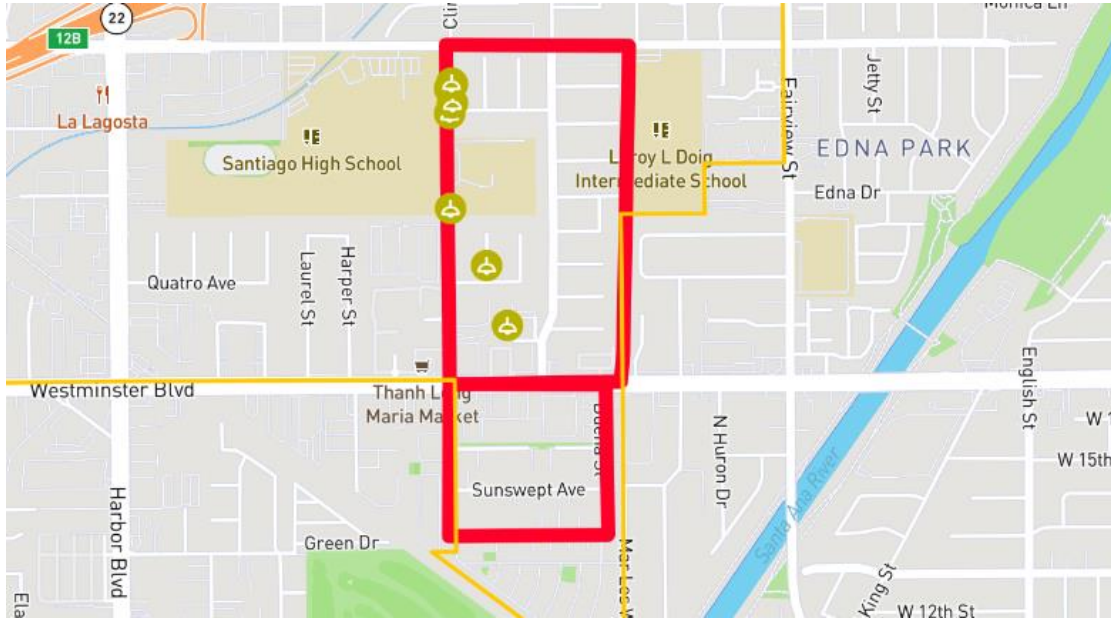 22
12B
La Lagosta
Santiago High School
Intermediate School
Fairview St
Jetty St
EDNA PARK
Edna Dr
Quatro Ave
Laurel St
Harper St
Westminster Blvd
Thanh Long
Maria Market
Sunswept Ave
N Huron Dr
English St
W 15th
Harbor Blvd
Green Dr
Santa Ana River
King St
W 12th St